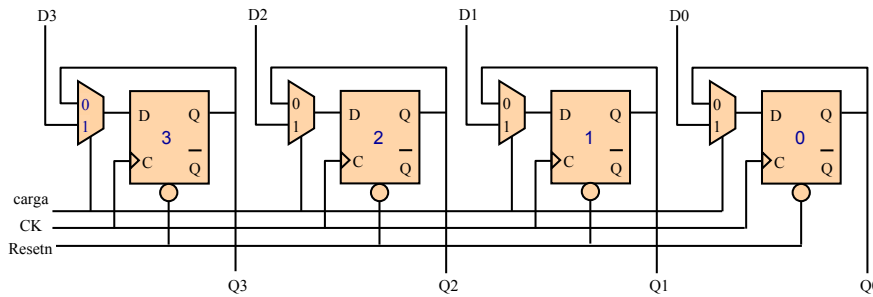 D3 D2 D1 D0
0 0 0 0
1 D Q 1 D Q 1 D Q 1 D Q
3 2 1 0
C Q C Q C Q C Q
carga
CK
Resetn
Q3 Q2 Q1